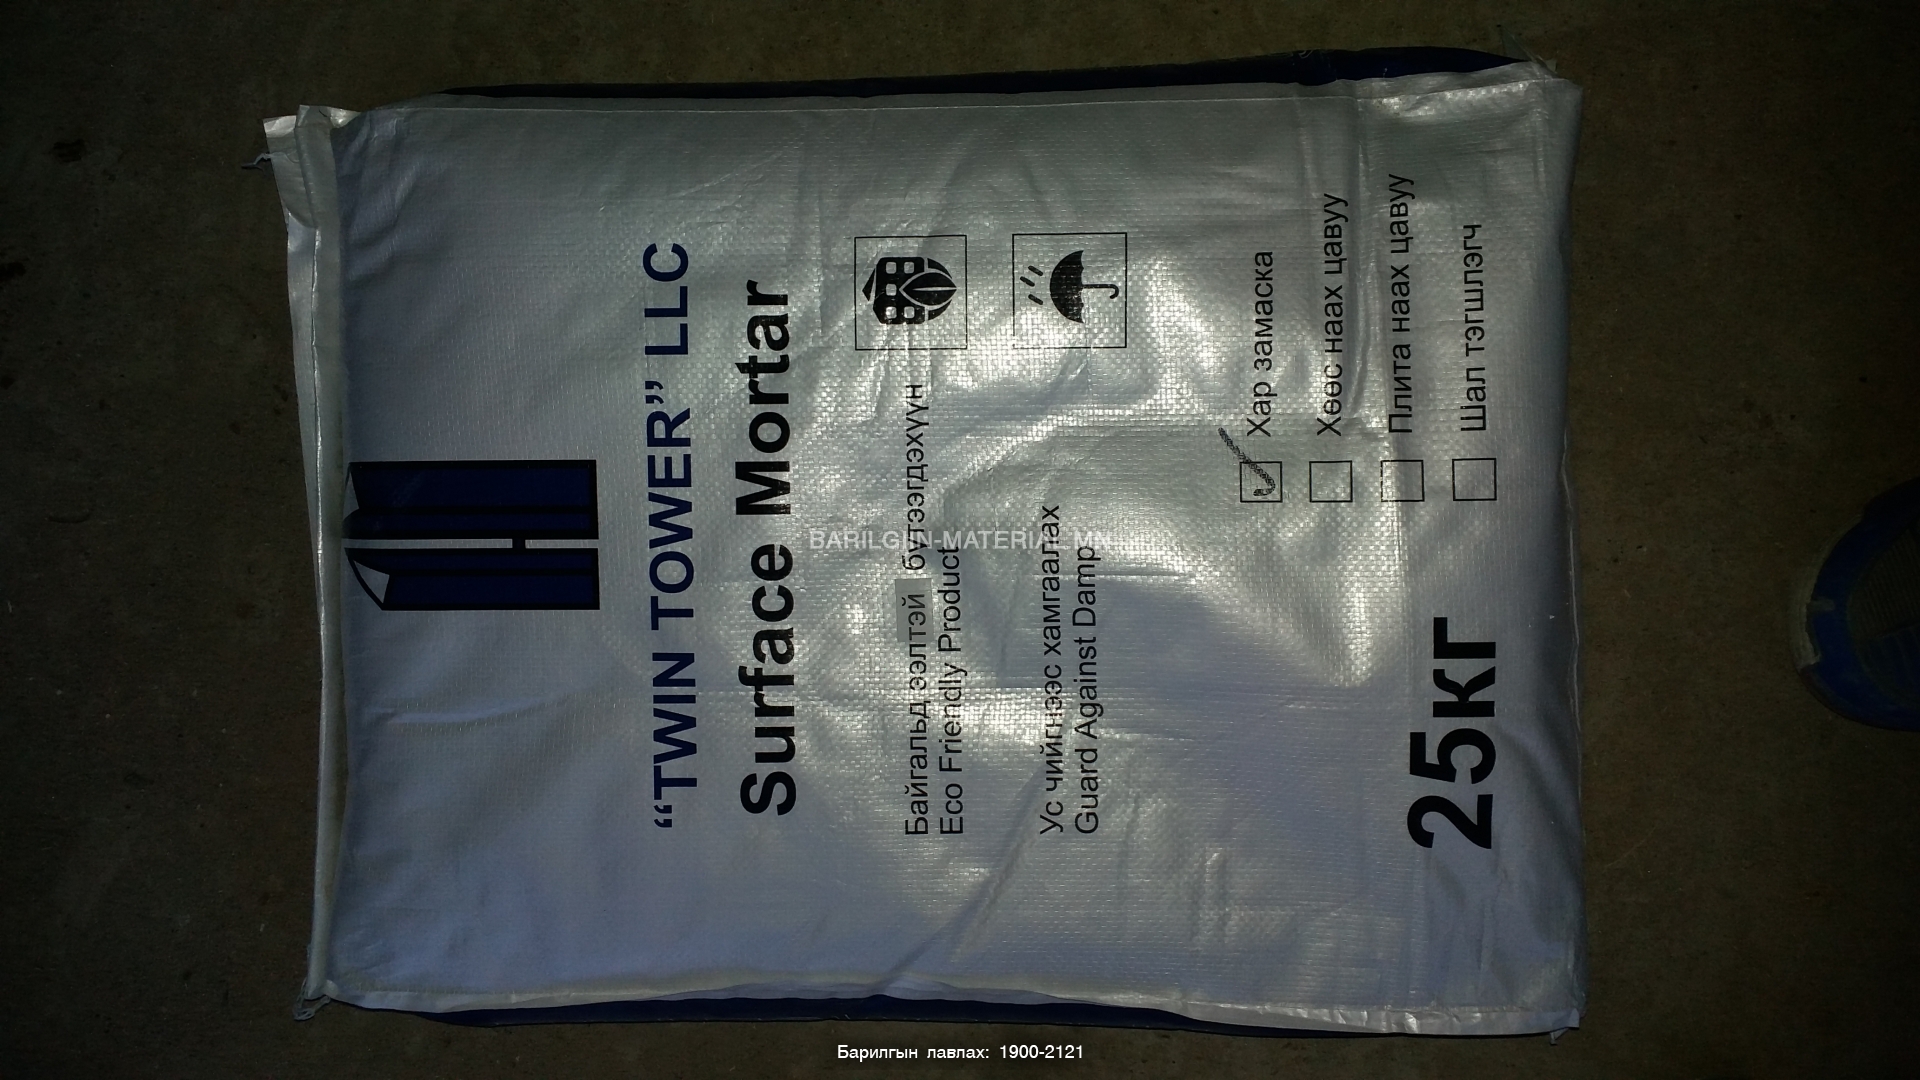 “TWIN TOWER” LLC
Surface Mortar
Байгальд ээлтэй бүтээгдэхүүн
Eco Friendly Product
Ус чийгнээс хамгаалах
Guard Against Damp
Хар замаска
Хөөс наах цавуу
Плита наах цавуу
Шал тэгшлэгч
25кг
BARILGUN-MATERIAL.MN
Барилгын лавлах: 1900-2121